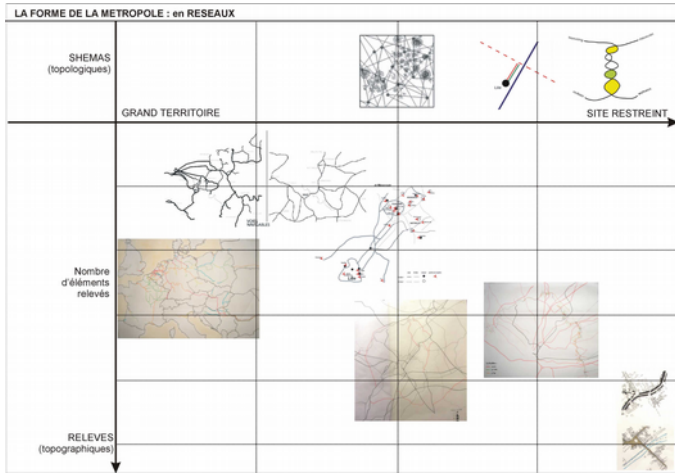 LA FORME DE LA METROPOLE : en RESEAUX
SHEMAS
(topologiques)
GRAND TERRITOIRE
SITE RESTREINT
Nombre
d'éléments
relevés
RELEVES
(topographiques)